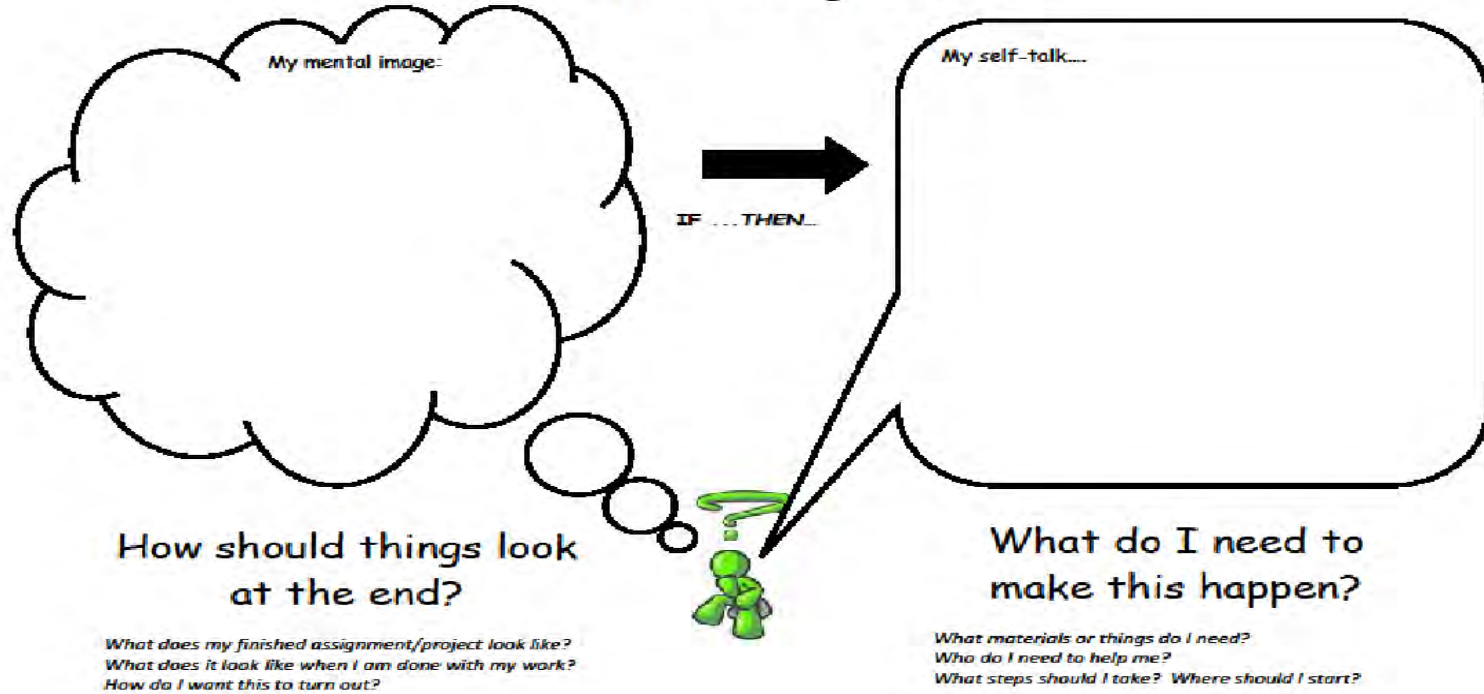 My mental image:
My self-talk....
IF ... THEN...
How should things look
at the end?
What does my finished assignment/project look like?
What does it look like when I am done with my work?
How do I want this to turn out?
What do I need to
make this happen?
What materials or things do I need?
Who do I need to help me?
What steps should I take? Where should I start?